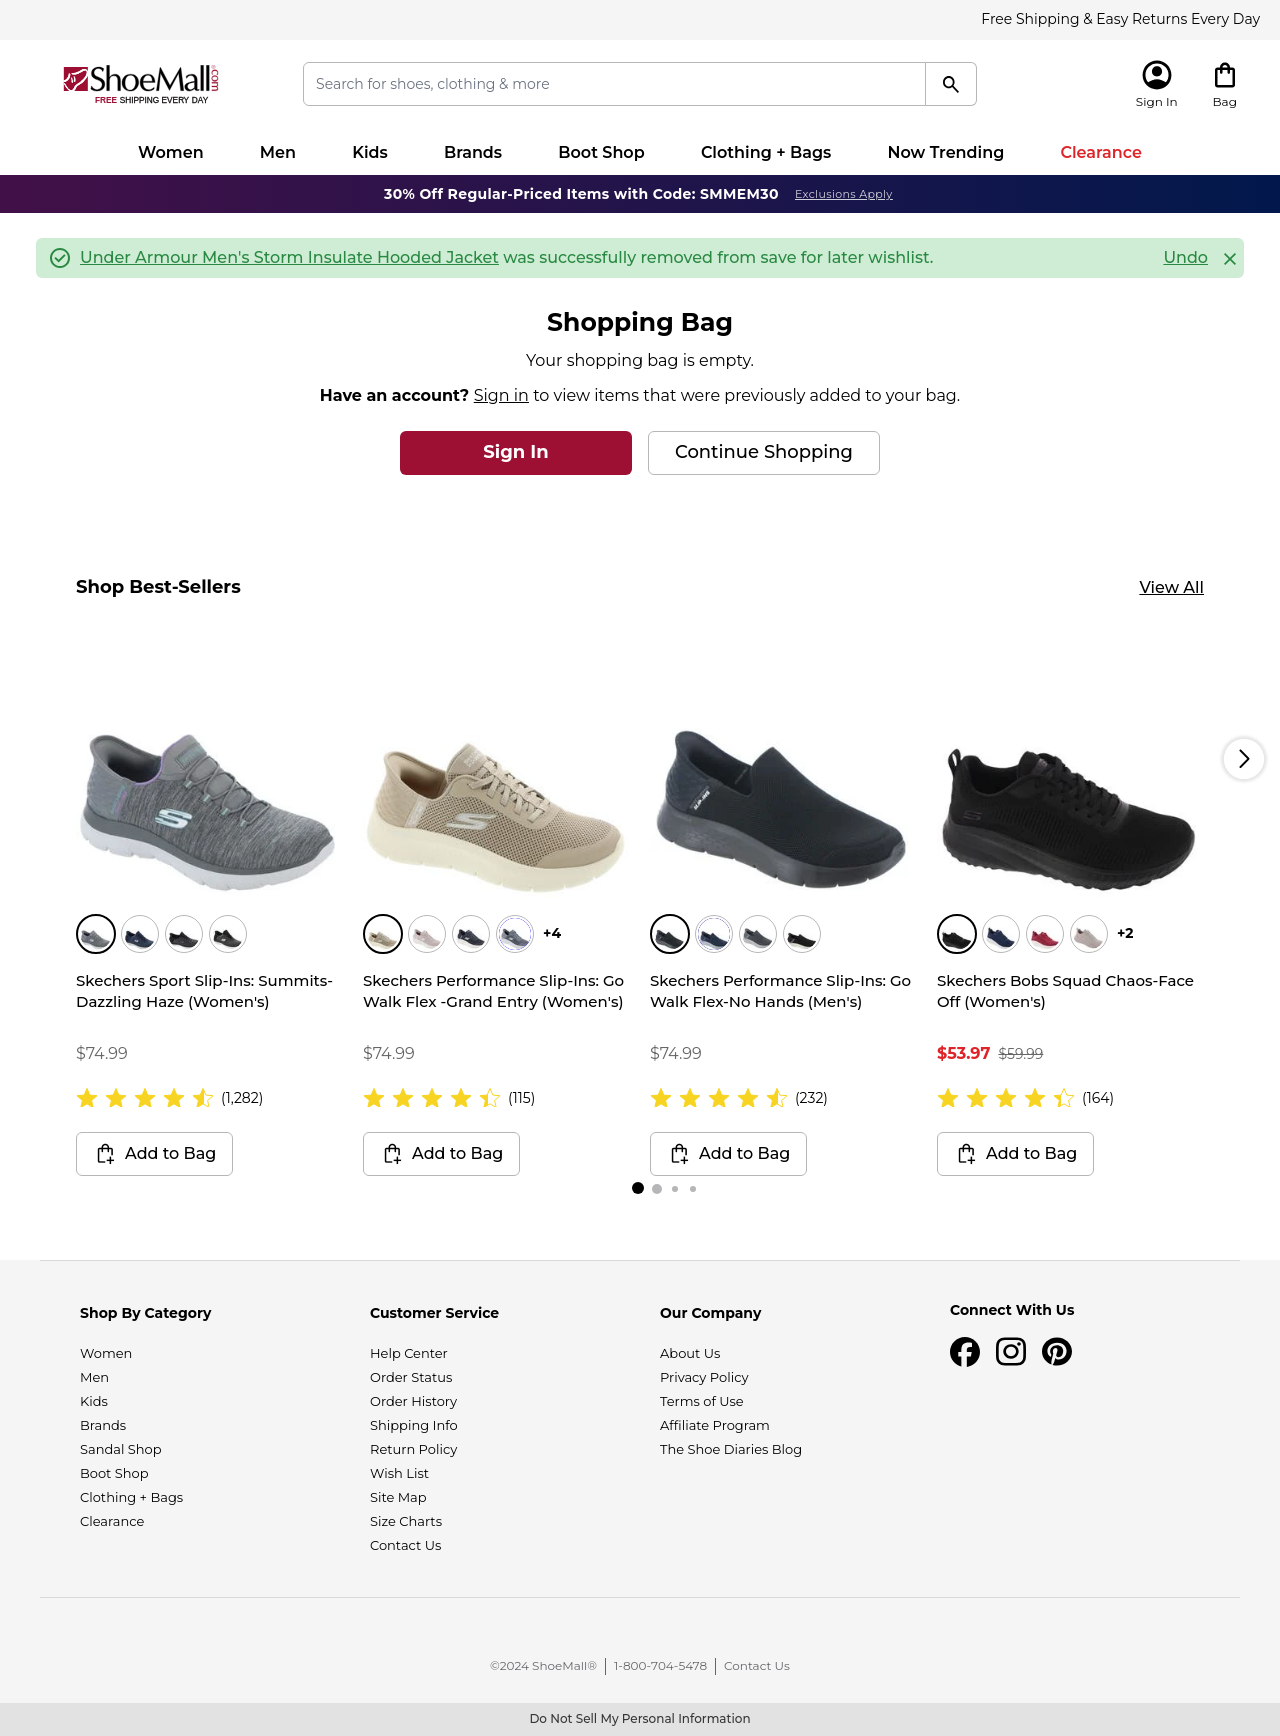 Free Shipping & Easy Returns Every Day
ShoeMall.com
FREE SHIPPING EVERY DAY
Search for shoes, clothing & more
Sign In
Bag
Women Men Kids Brands Boot Shop Clothing + Bags Now Trending Clearance
30% Off Regular-Priced Items with Code: SMMEM30 Exclusions Apply
Under Armour Men's Storm Insulate Hooded Jacket was successfully removed from save for later wishlist. Undo
Shopping Bag
Your shopping bag is empty.
Have an account? Sign in to view items that were previously added to your bag.
Sign In
Continue Shopping
Shop Best-Sellers
View All
Skechers Sport Slip-Ins: Summits-
Dazzling Haze (Women's)
$74.99
(1,282)
Add to Bag
+4
Skechers Performance Slip-Ins: Go
Walk Flex -Grand Entry (Women's)
$74.99
(115)
Add to Bag
Skechers Performance Slip-Ins: Go
Walk Flex-No Hands (Men's)
$74.99
(232)
Add to Bag
+2
Skechers Bobs Squad Chaos-Face
Off (Women's)
$53.97 $59.99
(164)
Add to Bag
Shop By Category
Women
Men
Kids
Brands
Sandal Shop
Boot Shop
Clothing + Bags
Clearance
Customer Service
Help Center
Order Status
Order History
Shipping Info
Return Policy
Wish List
Site Map
Size Charts
Contact Us
Our Company
About Us
Privacy Policy
Terms of Use
Affiliate Program
The Shoe Diaries Blog
Connect With Us
©2024 ShoeMall® 1-800-704-5478 Contact Us
Do Not Sell My Personal Information